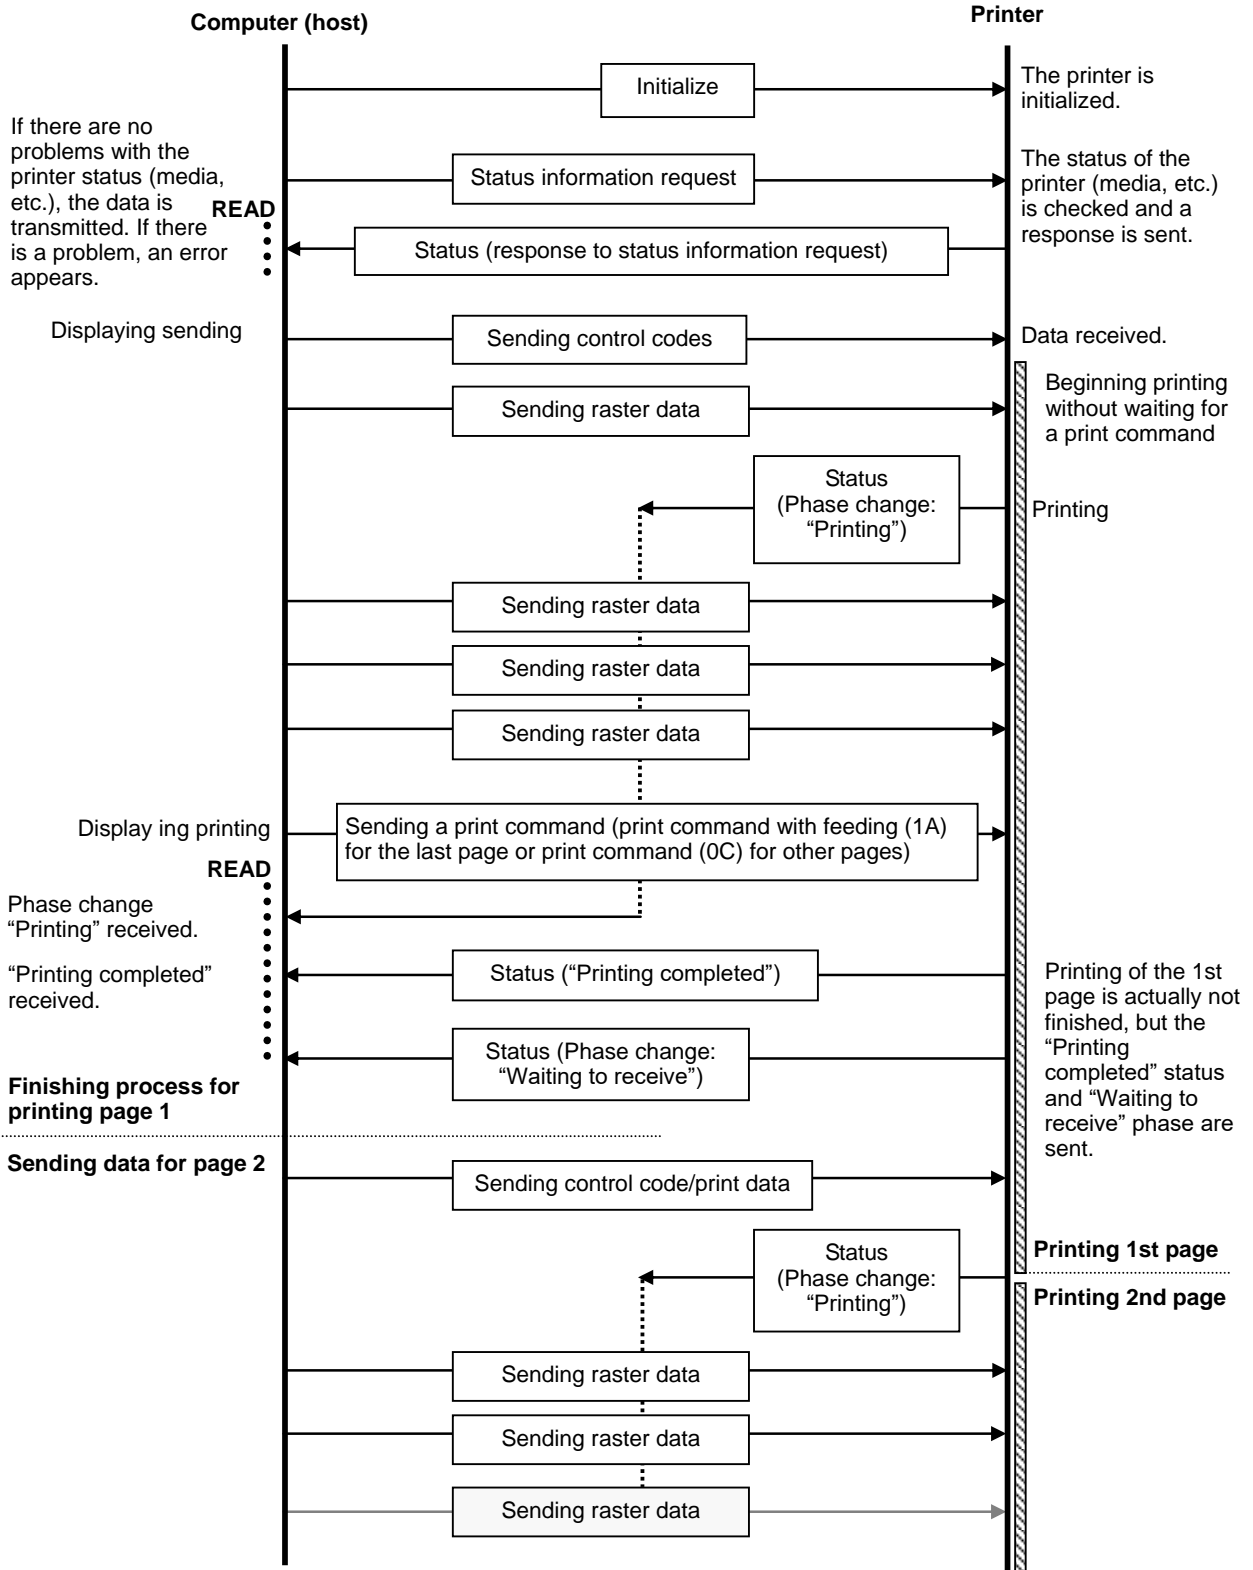 Computer (host)
Printer
Initialize
The printer is
initialized.
If there are no
problems with the
printer status (media,
etc.), the data is
transmitted. If there
is a problem, an error
appears.
READ
Status information request
The status of the
printer (media, etc.)
is checked and a
response is sent.
Status (response to status information request)
Displaying sending
Sending control codes
Data received.
Sending raster data
Beginning printing
without waiting for
a print command
Status
(Phase change:
“Printing”)
Printing
Sending raster data
Sending raster data
Sending raster data
Display ing printing
Sending a print command (print command with feeding (1A)
for the last page or print command (0C) for other pages)
READ
Phase change
“Printing” received.
“Printing completed”
received.
Status (“Printing completed”)
Printing of the 1st
page is actually not
finished, but the
“Printing
completed” status
and “Waiting to
receive” phase are
sent.
Status (Phase change:
“Waiting to receive”)
Finishing process for
printing page 1
Sending data for page 2
Sending control code/print data
Status
(Phase change:
“Printing”)
Printing 1st page
Printing 2nd page
Sending raster data
Sending raster data
Sending raster data